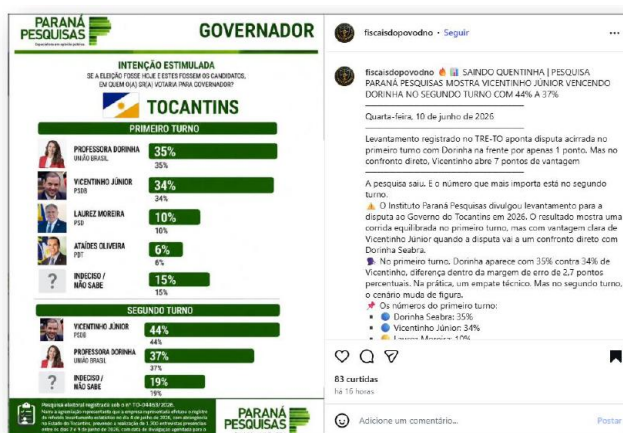 PARANÁ
PESQUISAS
GOVERNADOR
INTENÇÃO ESTIMULADA
SE A ELEIÇÃO FOSSE HOJE E ESTES FOSSEM OS CANDIDATOS,
EM QUEM O(A) SR(A) VOTARIA PARA GOVERNADOR?
TOCANTINS
PRIMEIRO TURNO
PROFESSORA DORINHA
UNIÃO BRASIL
35%
35%
VICENTINHO JÚNIOR
PSDB
34%
34%
LAUREZ MOREIRA
PSD
10%
10%
ATAÍDES OLIVEIRA
PDT
6%
6%
?
INDECISO /
NÃO SABE
15%
15%
SEGUNDO TURNO
VICENTINHO JÚNIOR
PSDB
44%
44%
PROFESSORA DORINHA
UNIÃO BRASIL
37%
37%
?
INDECISO /
NÃO SABE
19%
19%
Pesquisa eleitoral registrada sob o nº TO-04463/2026.
PARANÁ
PESQUISAS
fiscaisdopovodno • Seguir
fiscaisdopovodno 🔥 📊 SAINDO QUENTINHA | PESQUISA
PARANÁ PESQUISAS MOSTRA VICENTINHO JÚNIOR VENCENDO
DORINHA NO SEGUNDO TURNO COM 44% A 37%
Quarta-feira, 10 de junho de 2026
Levantamento registrado no TRE-TO aponta disputa acirrada no
primeiro turno com Dorinha na frente por apenas 1 ponto. Mas no
confronto direto, Vicentinho abre 7 pontos de vantagem
A pesquisa saiu. E o número que mais importa está no segundo
turno.
⚠️ O Instituto Paraná Pesquisas divulgou levantamento para a
disputa ao Governo do Tocantins em 2026. O resultado mostra uma
corrida equilibrada no primeiro turno, mas com vantagem clara de
Vicentinho Júnior quando a disputa vai a um confronto direto com
Dorinha Seabra.
🗣️ No primeiro turno, Dorinha aparece com 35% contra 34% de
Vicentinho, diferença dentro da margem de erro de 2,7 pontos
percentuais. Na prática, um empate técnico. Mas no segundo turno,
o cenário muda de figura.
📌 Os números do primeiro turno:
• 🔵 Dorinha Seabra: 35%
• 🔵 Vicentinho Júnior: 34%
• 🟡 Laurez Moreira: 10%
83 curtidas
há 16 horas
Adicione um comentário...
Postar